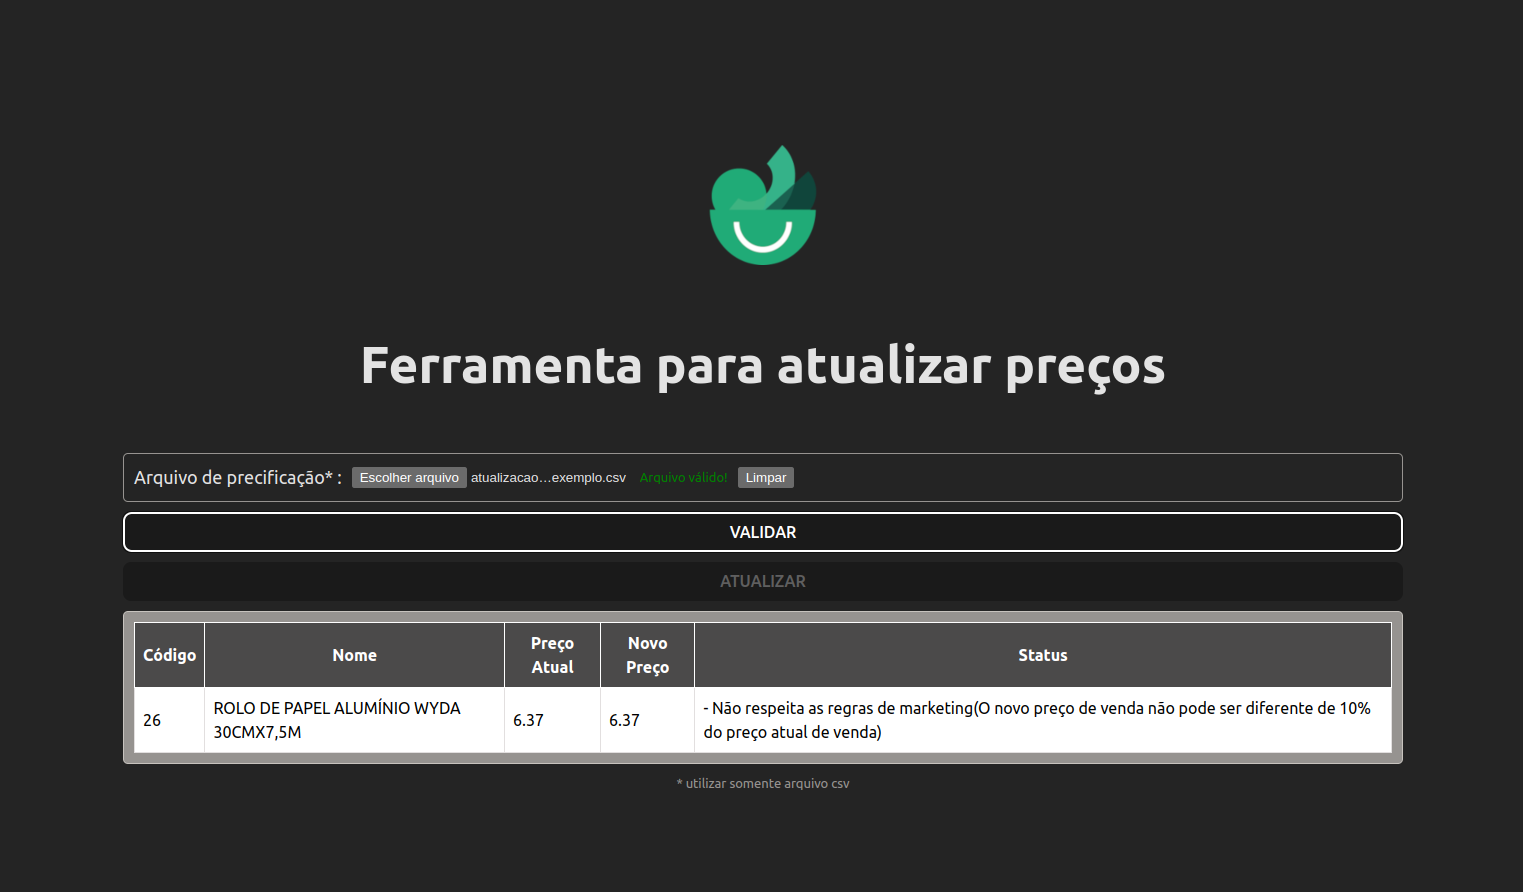 Ferramenta para atualizar preços
Arquivo de precificação* : Escolher arquivo atualizacao...exemplo.csv Arquivo válido! Limpar
VALIDAR
ATUALIZAR
Código Nome Preço Atual Novo Preço Status
26 ROLO DE PAPEL ALUMÍNIO WYDA 30CMX7,5M 6.37 6.37 - Não respeita as regras de marketing(O novo preço de venda não pode ser diferente de 10%
do preço atual de venda)
* utilizar somente arquivo csv